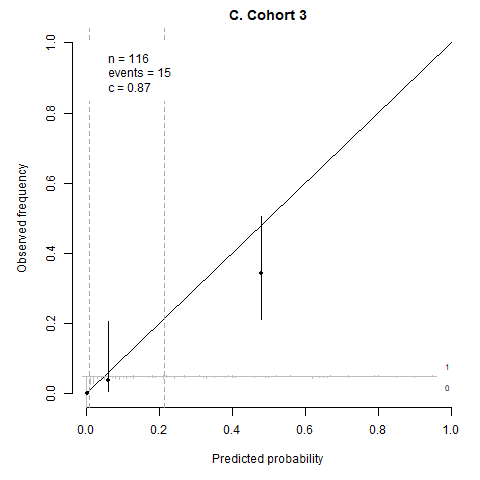 C. Cohort 3
n = 116
events = 15
c = 0.87
Observed frequency
1.0
0.8
0.6
0.4
0.2
0.0
1
0
0.0 0.2 0.4 0.6 0.8 1.0
Predicted probability